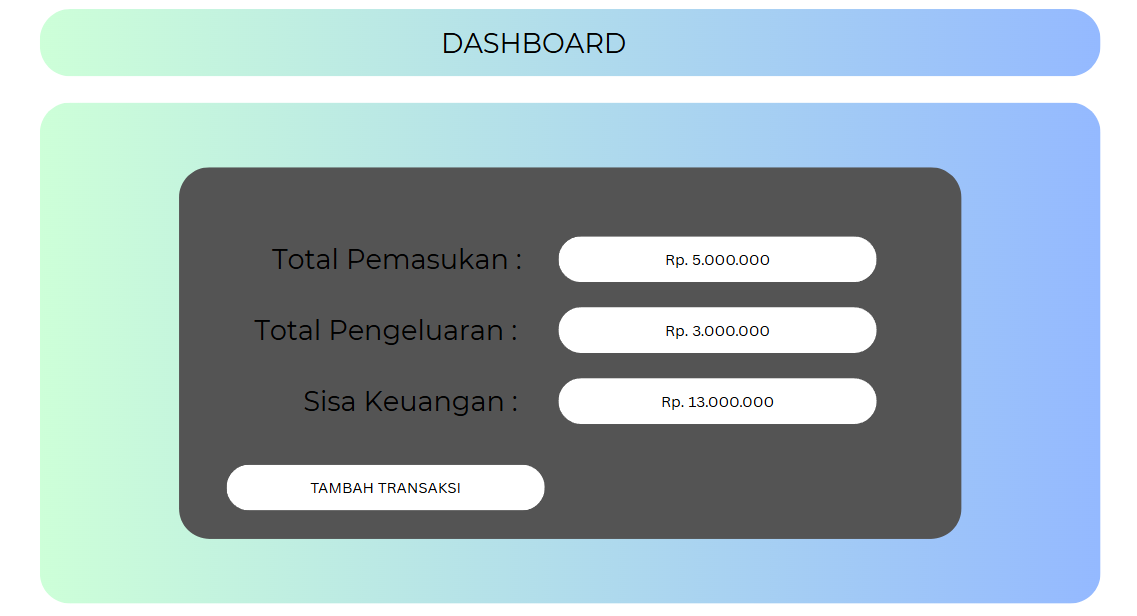 DASHBOARD
Total Pemasukan : Rp. 5.000.000
Total Pengeluaran : Rp. 3.000.000
Sisa Keuangan : Rp. 13.000.000
TAMBAH TRANSAKSI